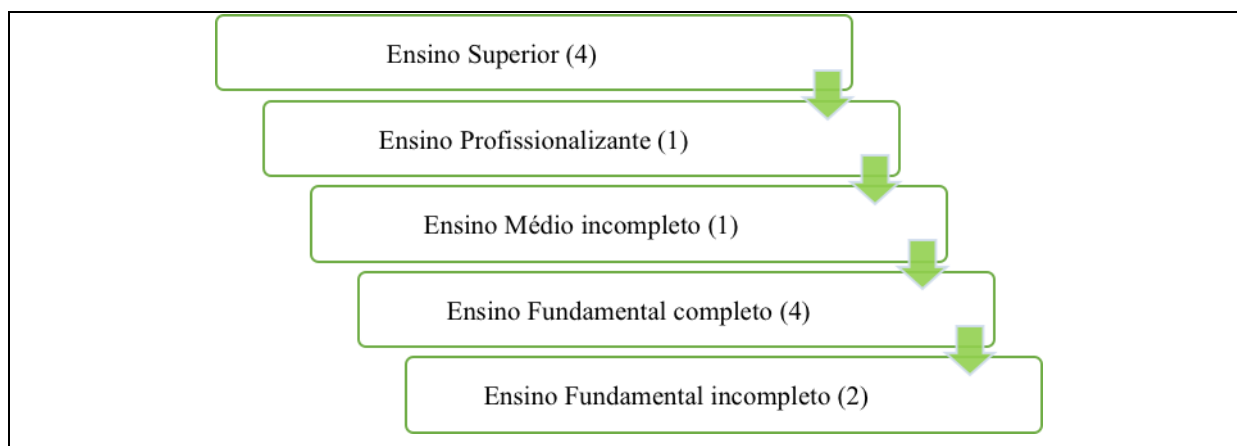 Ensino Superior (4)
Ensino Profissionalizante (1)
Ensino Médio incompleto (1)
Ensino Fundamental completo (4)
Ensino Fundamental incompleto (2)